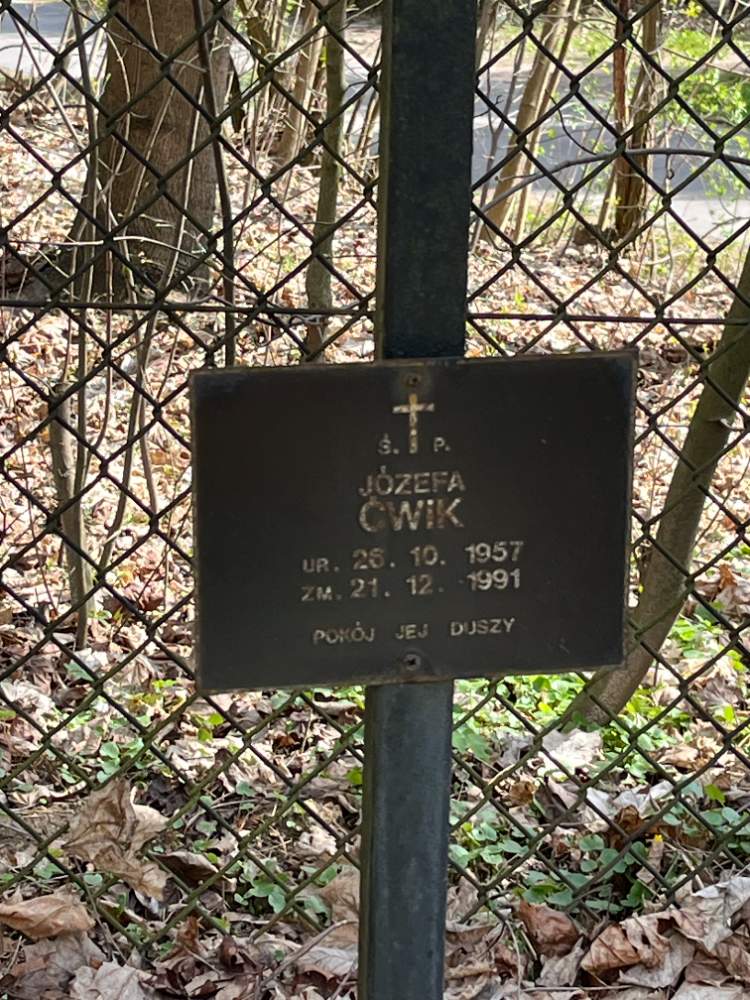 Ś. P.
JÓZEFA
ĆWIK
UR. 26. 10. 1957
ZM. 21. 12. 1991
POKÓJ JEJ DUSZY